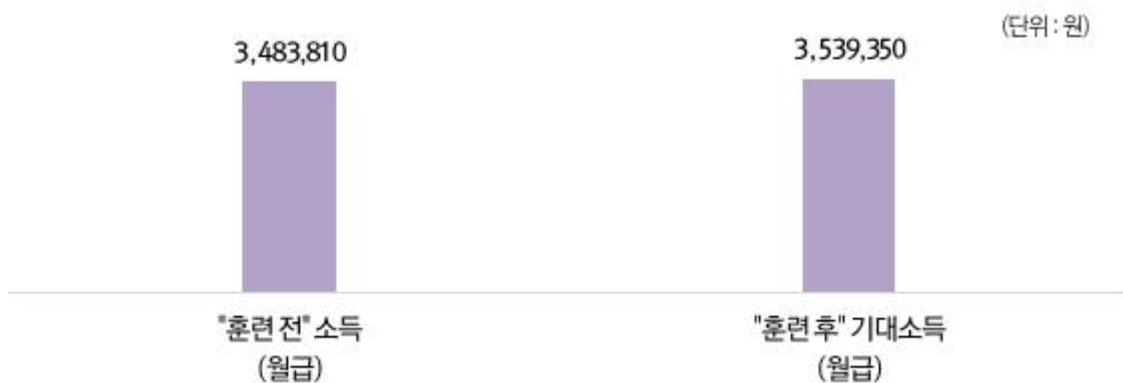 (단위 : 원)
3,483,810
3,539,350
"훈련 전" 소득
(월급)
"훈련 후" 기대소득
(월급)